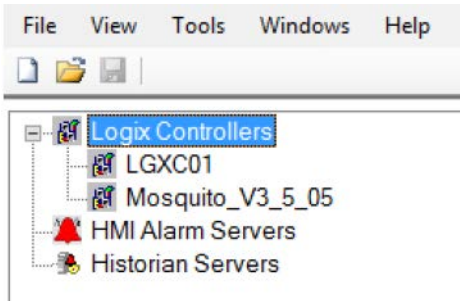 File View Tools Windows Help
Logix Controllers
LGXC01
Mosquito_V3_5_05
HMI Alarm Servers
Historian Servers